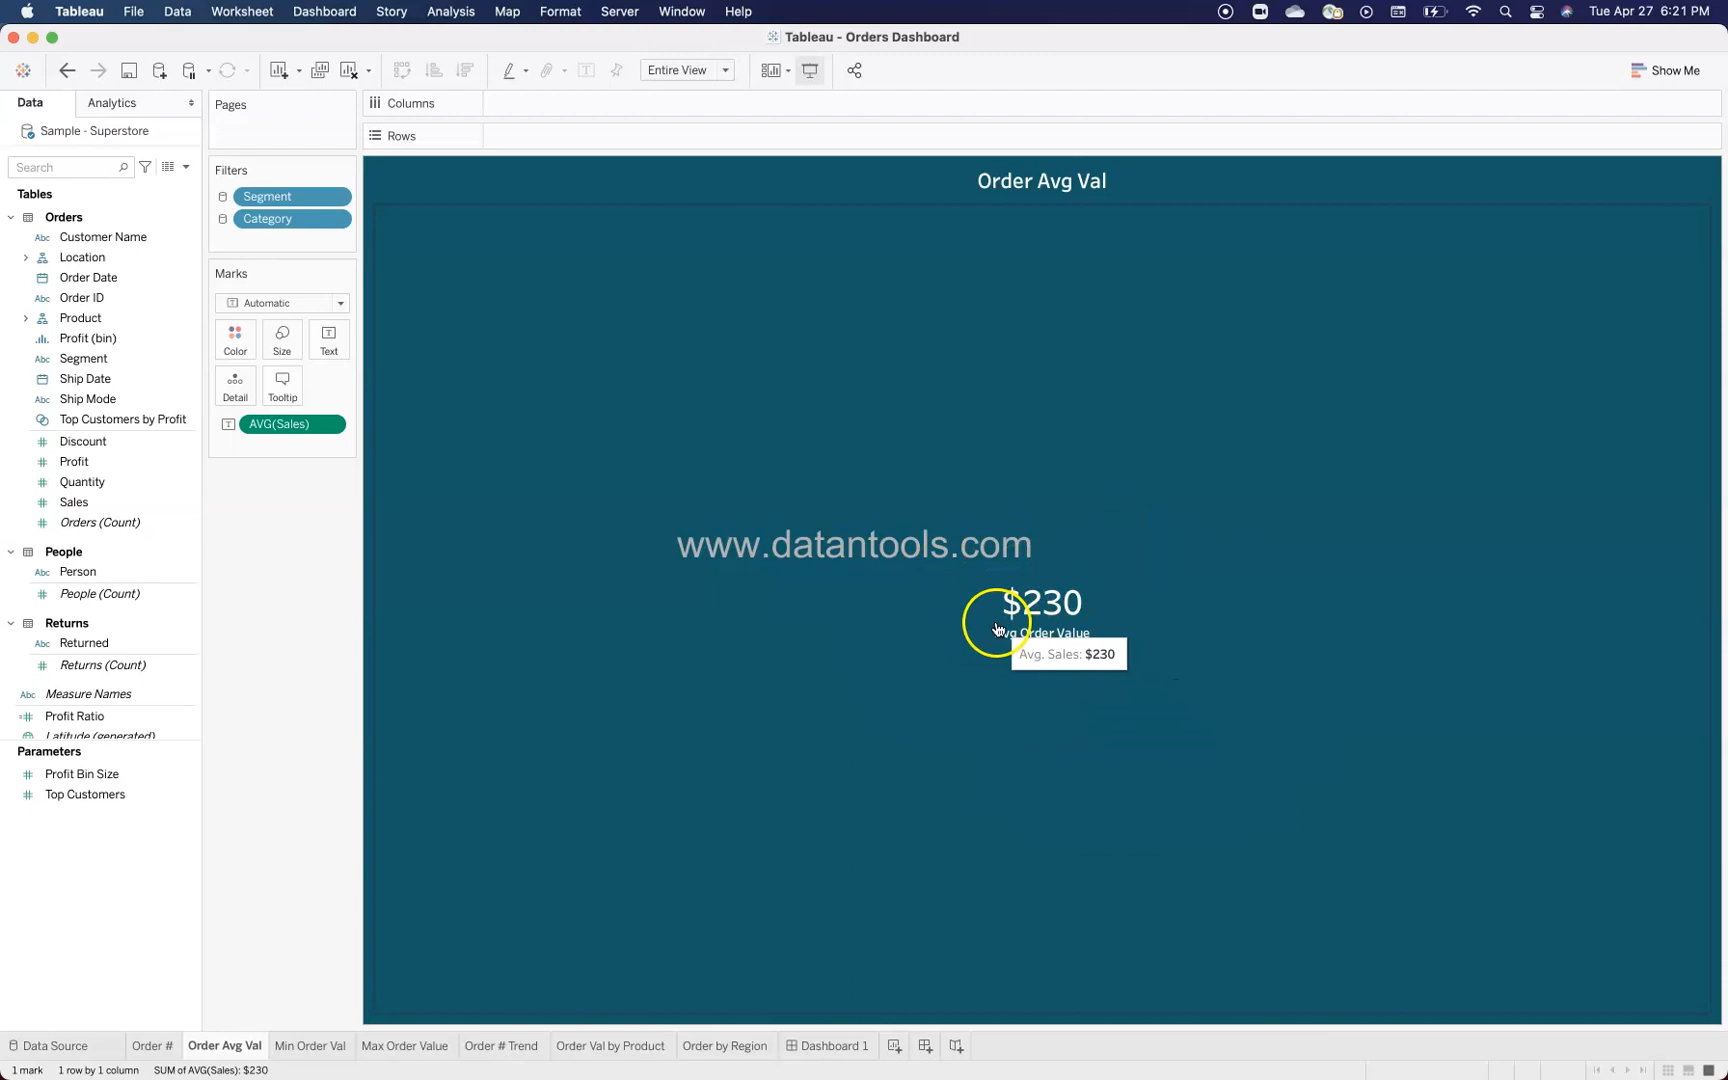 Tableau File Data Worksheet Dashboard Story Analysis Map Format Server Window Help Tue Apr 27 6:21 PM
Tableau - Orders Dashboard
Entire View Show Me
Data Analytics Pages Columns
Sample - Superstore Rows
Search Filters
Tables Segment
Orders Category
Customer Name
Location
Order Date Marks
Order ID Automatic
Product
Profit (bin) Color Size Text
Segment
Ship Date
Ship Mode Detail Tooltip
Top Customers by Profit AVG(Sales)
Discount
Profit
Quantity
Sales
Orders (Count)
People
Person
People (Count)
Returns
Returned
Returns (Count)
Measure Names
Profit Ratio
Latitude (generated)
Parameters
Profit Bin Size
Top Customers
Order Avg Val
www.datantools.com
$230
vg Order Value
Avg. Sales: $230
Data Source Order # Order Avg Val Min Order Val Max Order Value Order # Trend Order Val by Product Order by Region Dashboard 1
1 mark 1 row by 1 column SUM of AVG(Sales): $230